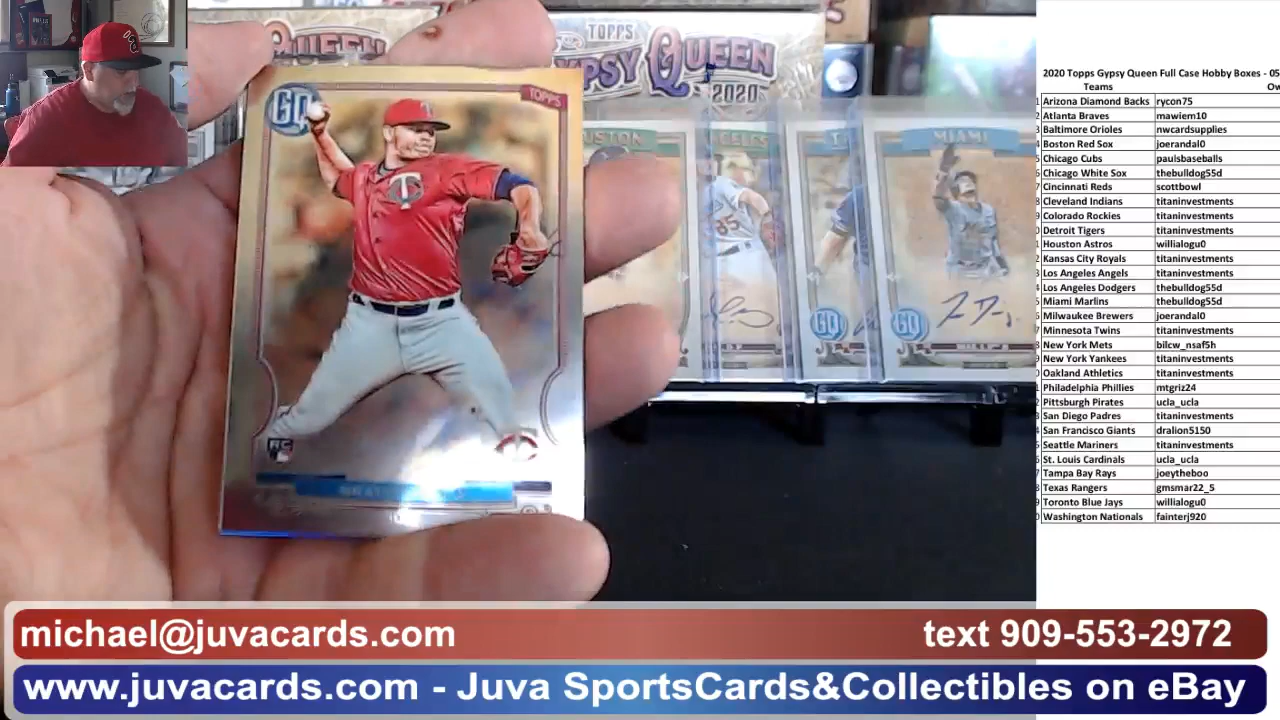 QUEEN
TOPPS
GYPSY QUEEN
2020
GQ
TOPPS
RC
MIAMI
85
GQ
GQ
2020 Topps Gypsy Queen Full Case Hobby Boxes - 05
Teams Ow
Arizona Diamond Backs rycon75
Atlanta Braves mawiem10
Baltimore Orioles nwcardsupplies
Boston Red Sox joerandal0
Chicago Cubs paulsbaseballs
Chicago White Sox thebulldog55d
Cincinnati Reds scottbowl
Cleveland Indians titaninvestments
Colorado Rockies titaninvestments
Detroit Tigers titaninvestments
Houston Astros willialogu0
Kansas City Royals titaninvestments
Los Angeles Angels titaninvestments
Los Angeles Dodgers thebulldog55d
Miami Marlins thebulldog55d
Milwaukee Brewers joerandal0
Minnesota Twins titaninvestments
New York Mets bilcw_nsaf5h
New York Yankees titaninvestments
Oakland Athletics titaninvestments
Philadelphia Phillies mtgriz24
Pittsburgh Pirates ucla_ucla
San Diego Padres titaninvestments
San Francisco Giants dralion5150
Seattle Mariners titaninvestments
St. Louis Cardinals ucla_ucla
Tampa Bay Rays joeytheboo
Texas Rangers gmsmar22_5
Toronto Blue Jays willialogu0
Washington Nationals fainterj920
michael@juvacards.com text 909-553-2972
www.juvacards.com - Juva SportsCards&Collectibles on eBay